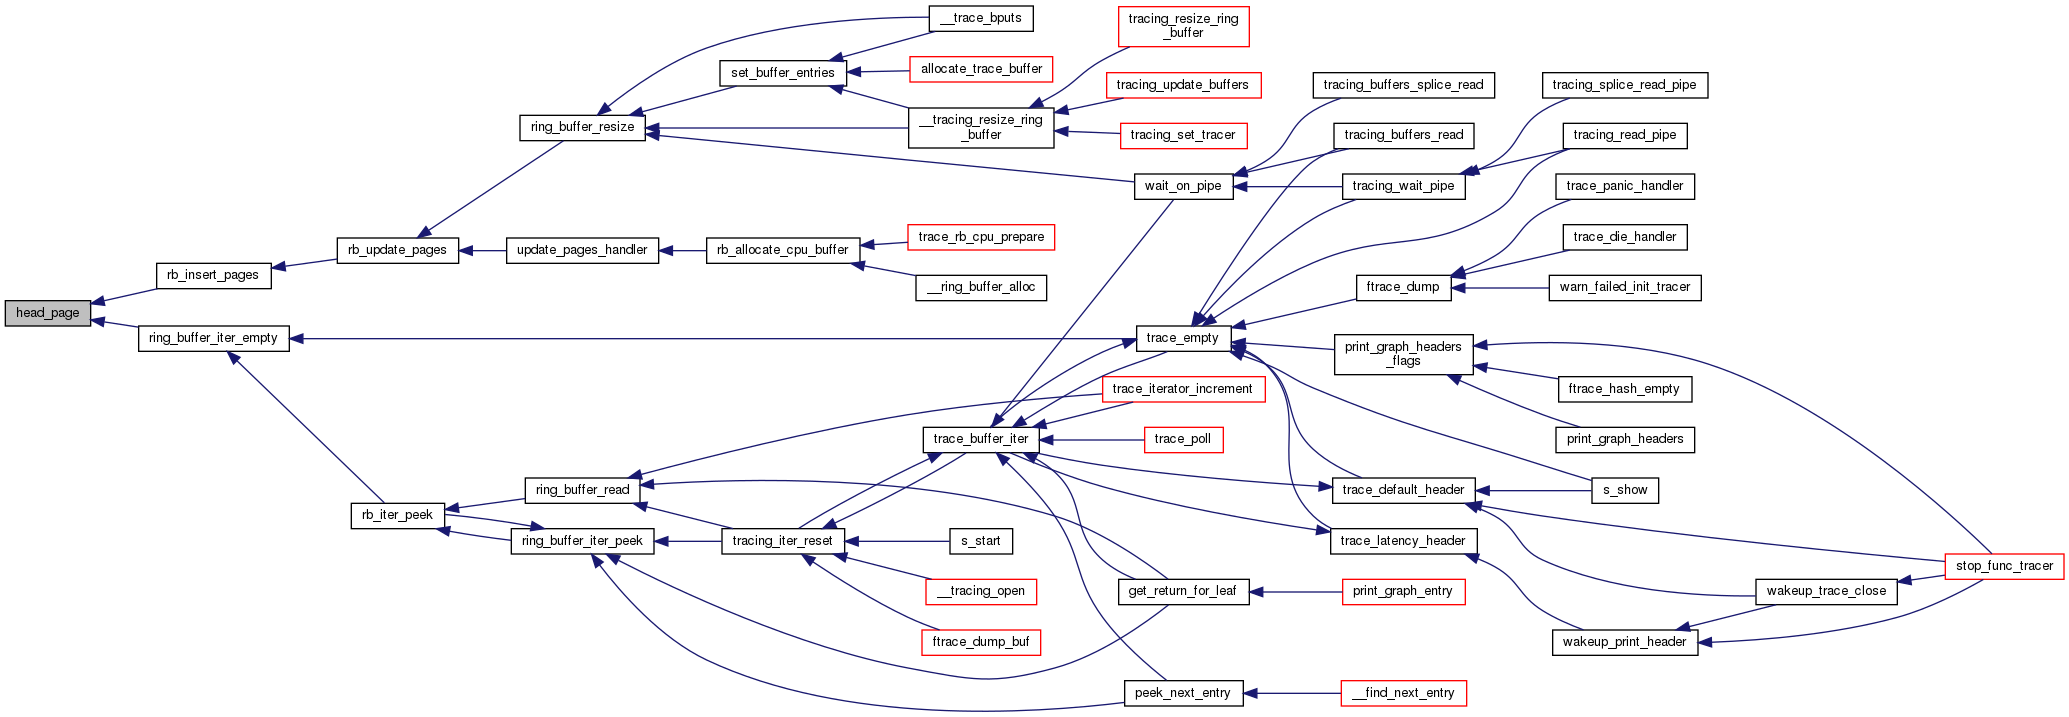 __trace_bputs
tracing_resize_ring
_buffer
set_buffer_entries
allocate_trace_buffer
tracing_update_buffers
tracing_buffers_splice_read
tracing_splice_read_pipe
ring_buffer_resize
__tracing_resize_ring
_buffer
tracing_set_tracer
tracing_buffers_read
tracing_read_pipe
wait_on_pipe
tracing_wait_pipe
trace_panic_handler
rb_update_pages
update_pages_handler
rb_allocate_cpu_buffer
trace_rb_cpu_prepare
trace_die_handler
rb_insert_pages
__ring_buffer_alloc
ftrace_dump
warn_failed_init_tracer
head_page
ring_buffer_iter_empty
trace_empty
print_graph_headers
_flags
trace_iterator_increment
ftrace_hash_empty
trace_buffer_iter
trace_poll
print_graph_headers
ring_buffer_read
trace_default_header
s_show
rb_iter_peek
ring_buffer_iter_peek
tracing_iter_reset
s_start
trace_latency_header
stop_func_tracer
__tracing_open
get_return_for_leaf
print_graph_entry
wakeup_trace_close
ftrace_dump_buf
wakeup_print_header
peek_next_entry
__find_next_entry